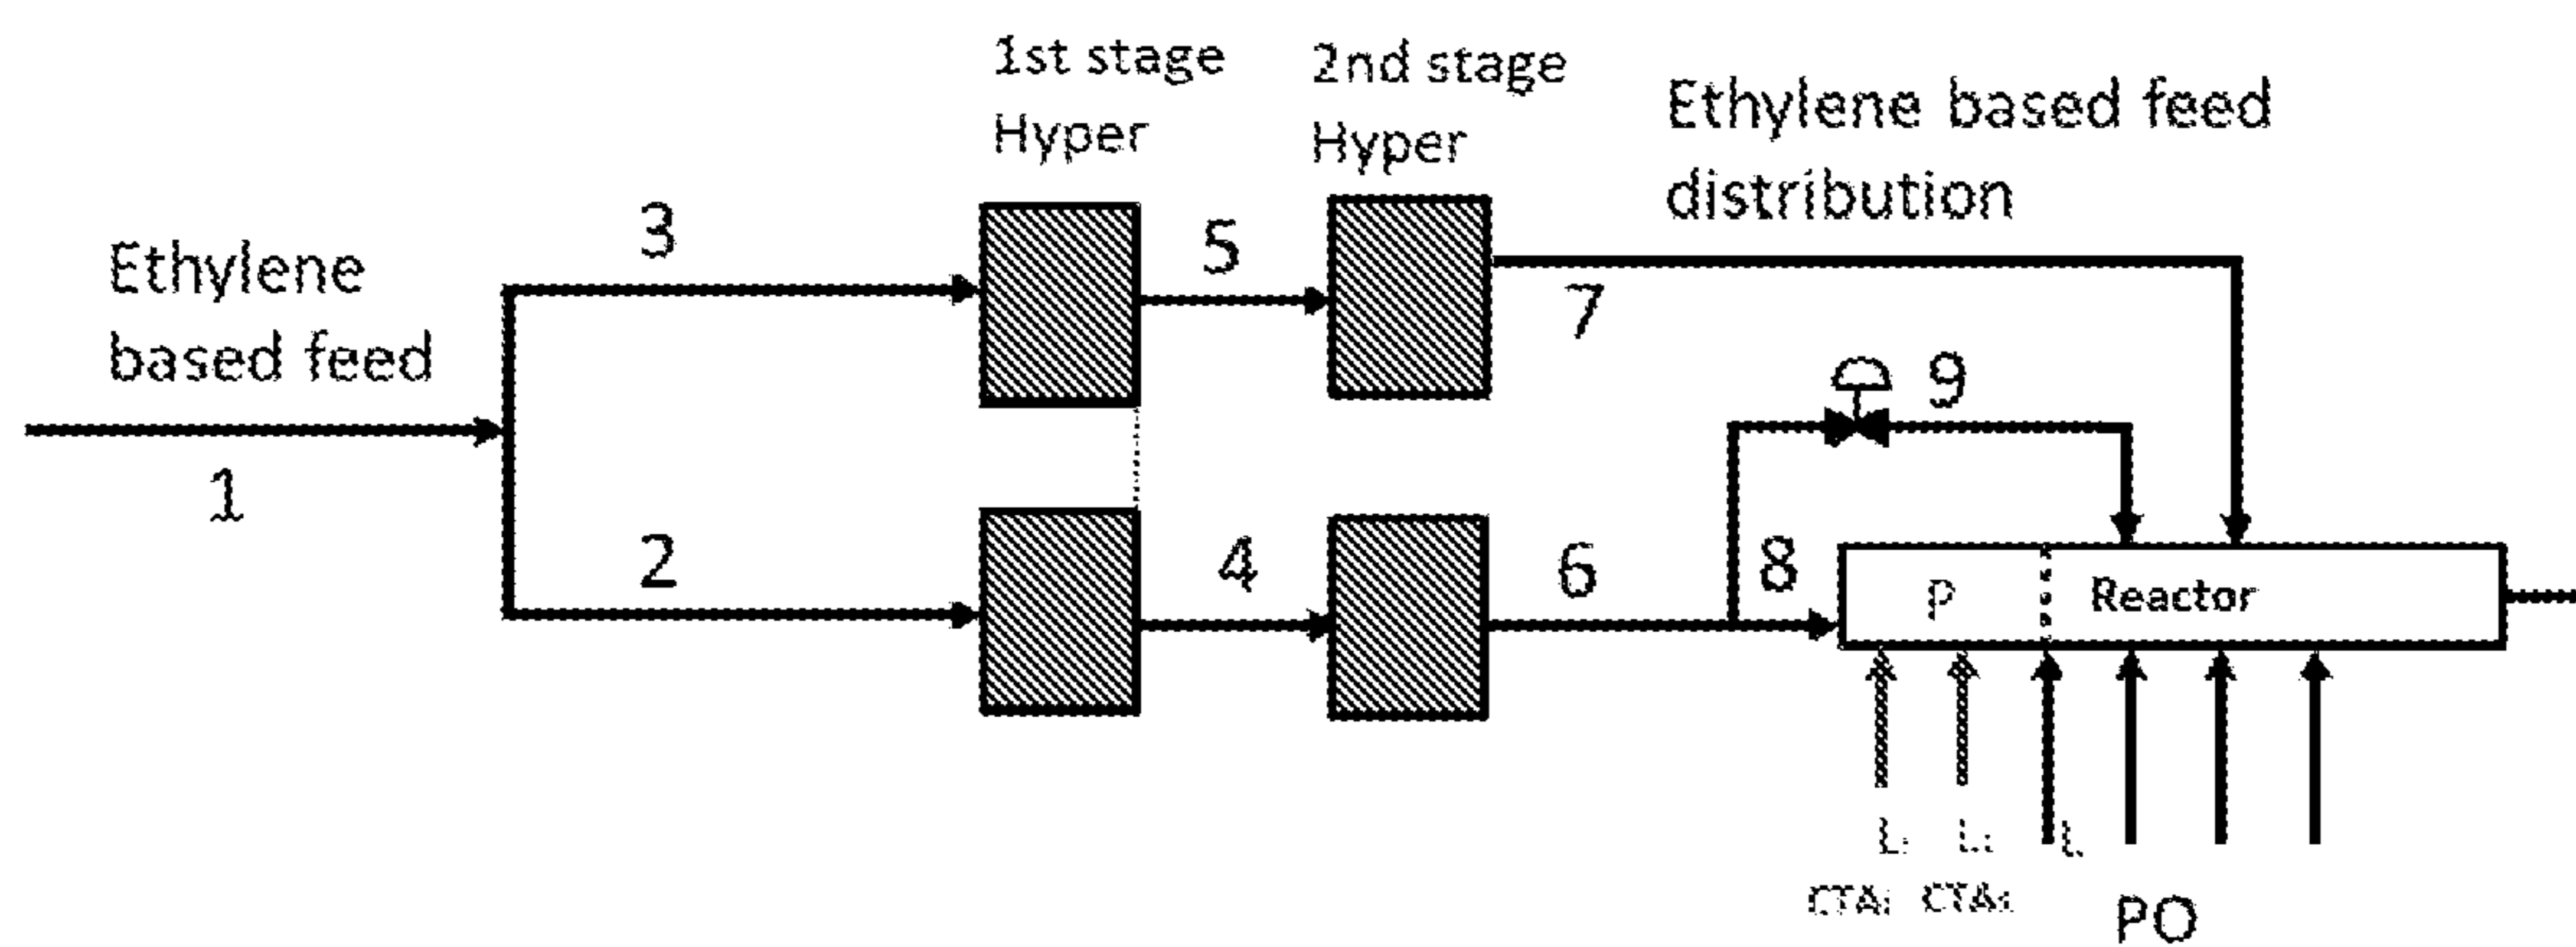 1st stage
Hyper
2nd stage
Hyper
Ethylene based feed
distribution
Ethylene
based feed
1
3
2
5
4
7
6
9
8
P
Reactor
PO